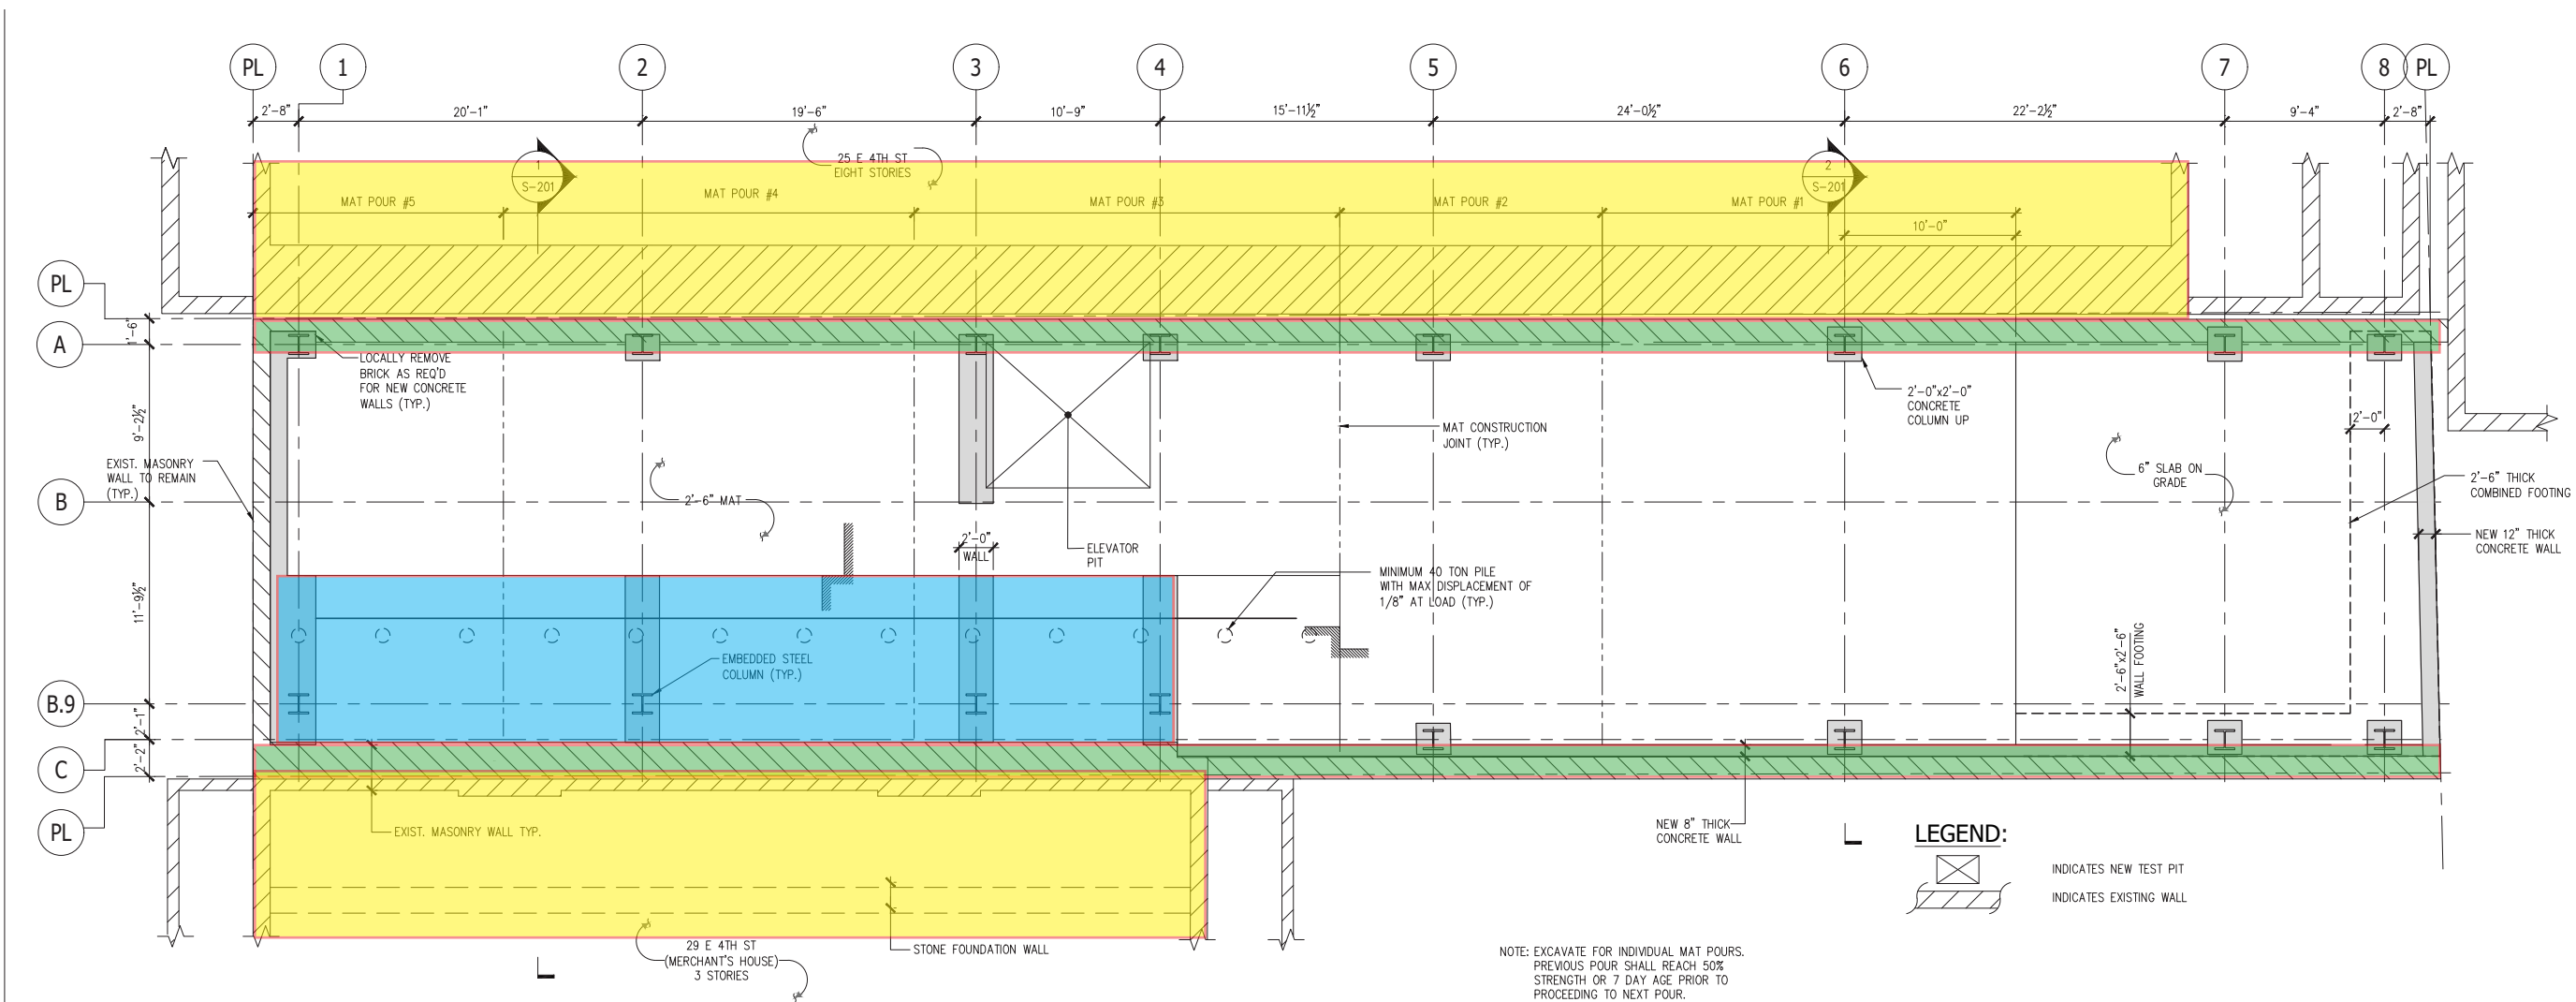 PL
1
2
3
4
5
6
7
8
PL
2'-8"
20'-1"
19'-6"
10'-9"
15'-11½"
24'-0½"
22'-2½"
9'-4"
2'-8"
1
S-201
25 E 4TH ST
EIGHT STORIES
2
S-201
MAT POUR #5
MAT POUR #4
MAT POUR #3
MAT POUR #2
MAT POUR #1
10'-0"
PL
A
B
B.9
C
PL
1'-6"
9'-2½"
11'-9½"
2'-1"
2'-2"
LOCALLY REMOVE
BRICK AS REQ'D
FOR NEW CONCRETE
WALLS (TYP.)
2'-0"x2'-0"
CONCRETE
COLUMN UP
2'-0"
MAT CONSTRUCTION
JOINT (TYP.)
EXIST. MASONRY
WALL TO REMAIN
(TYP.)
6" SLAB ON
GRADE
2'-6" THICK
COMBINED FOOTING
2'-6" MAT
NEW 12" THICK
CONCRETE WALL
2'-0"
WALL
ELEVATOR
PIT
MINIMUM 40 TON PILE
WITH MAX DISPLACEMENT OF
1/8" AT LOAD (TYP.)
EMBEDDED STEEL
COLUMN (TYP.)
2'-6"x2'-6"
WALL FOOTING
EXIST. MASONRY WALL TYP.
NEW 8" THICK
CONCRETE WALL
LEGEND:
INDICATES NEW TEST PIT
INDICATES EXISTING WALL
29 E 4TH ST
(MERCHANT'S HOUSE)
3 STORIES
STONE FOUNDATION WALL
NOTE: EXCAVATE FOR INDIVIDUAL MAT POURS.
PREVIOUS POUR SHALL REACH 50%
STRENGTH OR 7 DAY AGE PRIOR TO
PROCEEDING TO NEXT POUR.